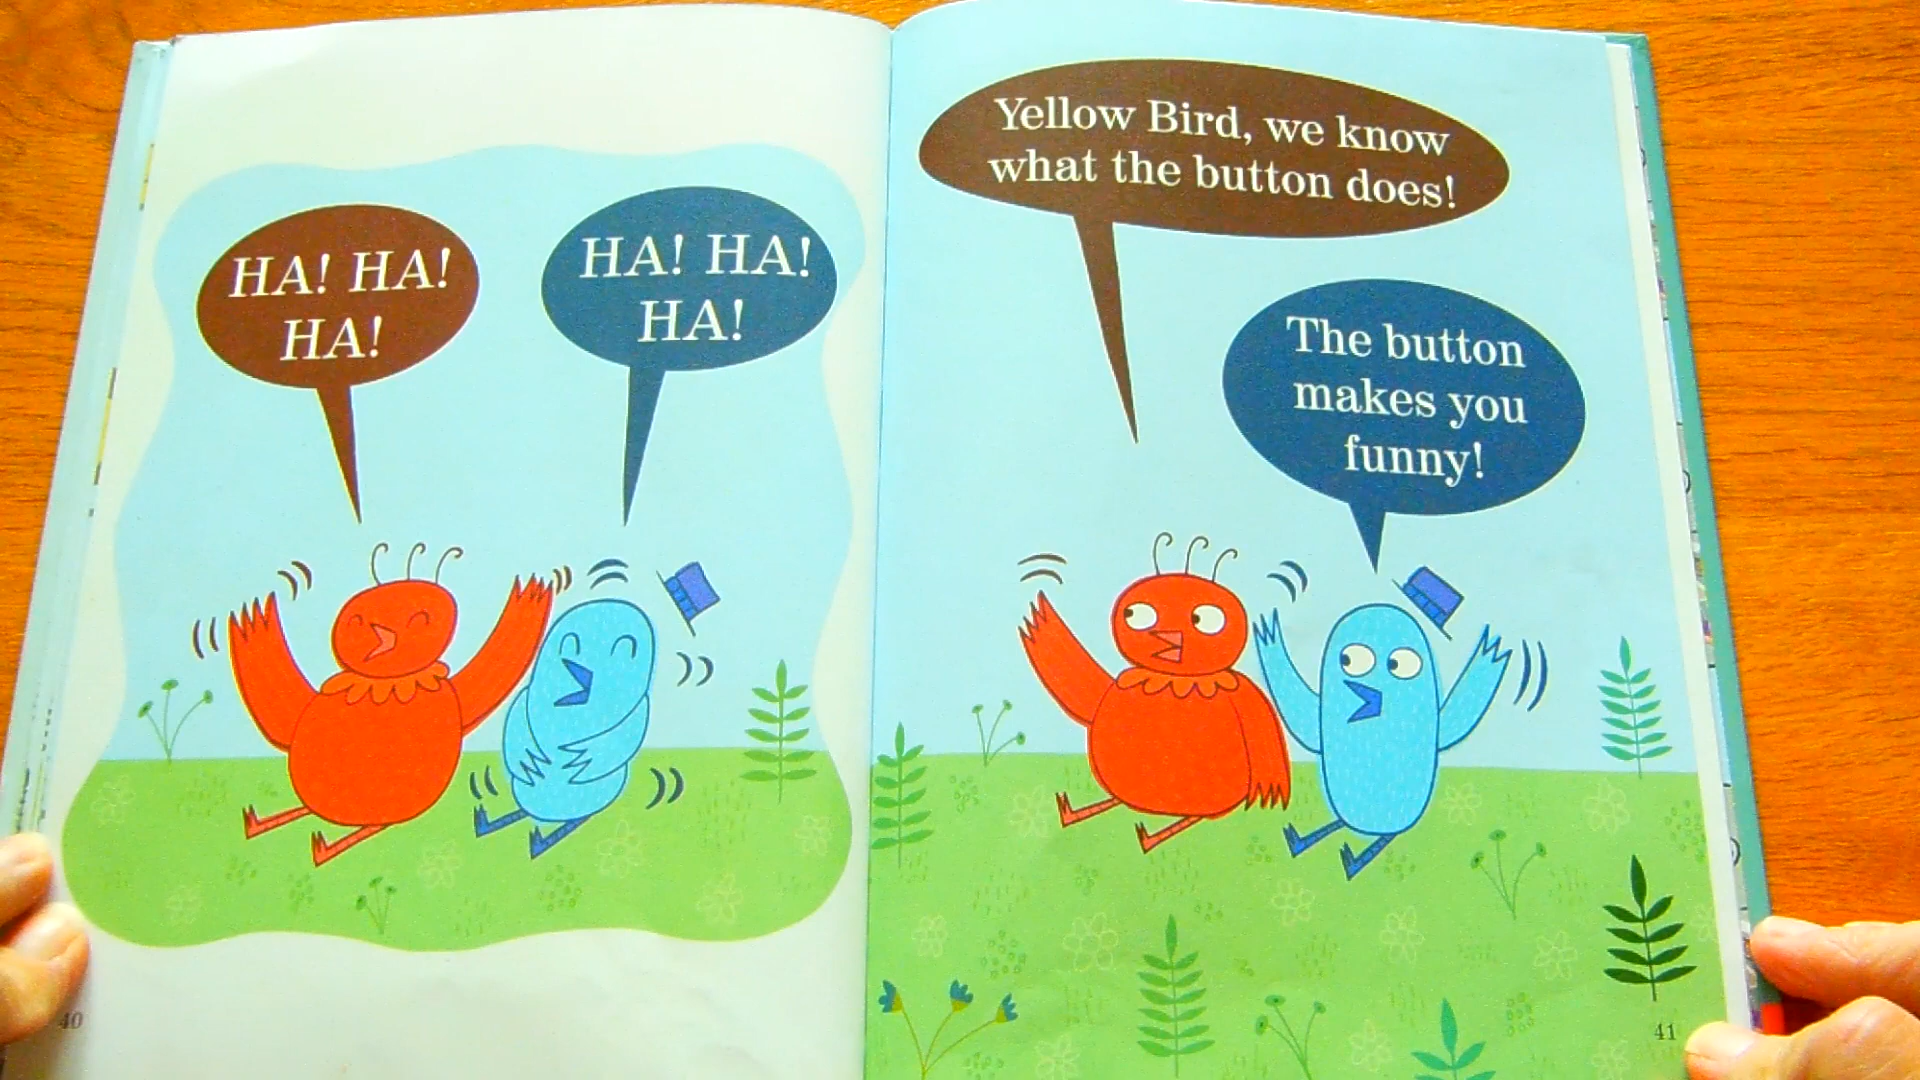 HA! HA!
HA!
HA! HA!
HA!
40
Yellow Bird, we know
what the button does!
The button
makes you
funny!
41